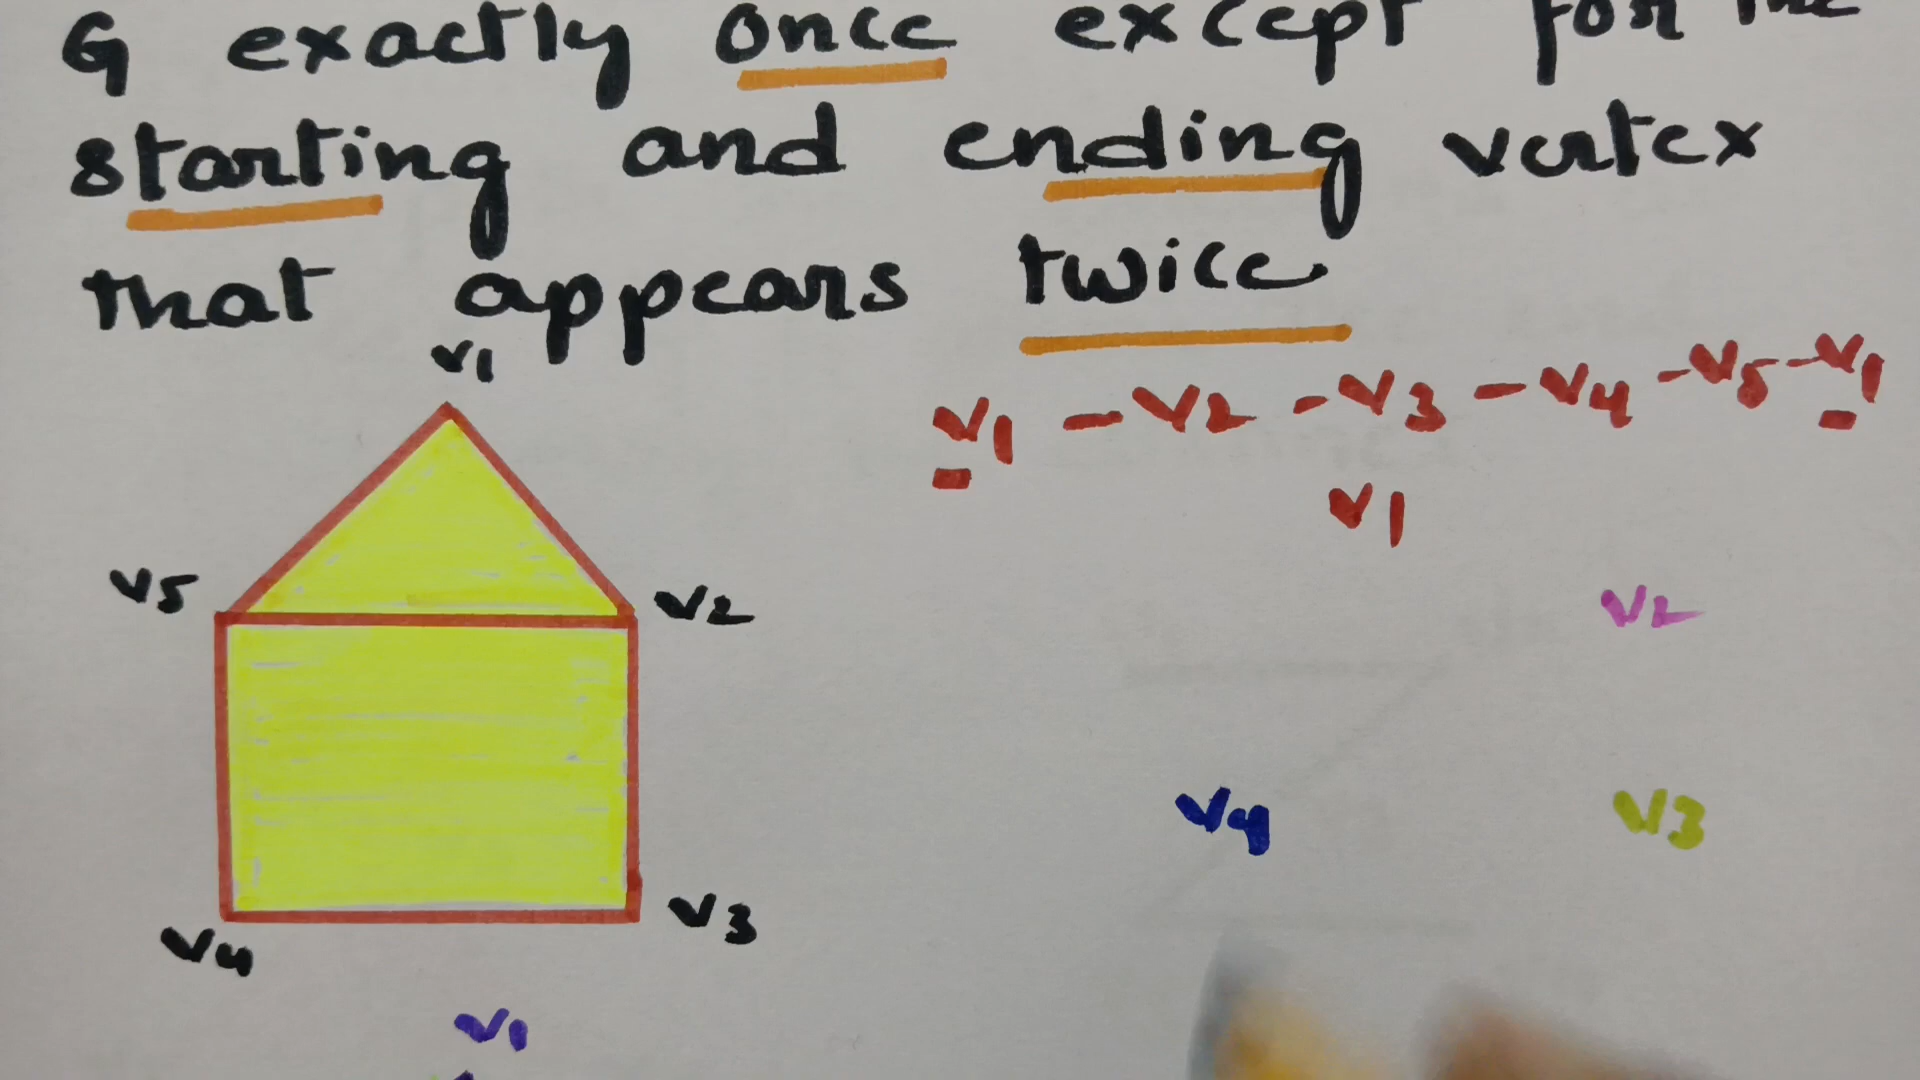 G exactly once except for the
starting and ending vertex
that appears twice
v1
v1 - v2 - v3 - v4 - v5 - v1
v1
v5
v2
v2
v4
v3
v3
v4
v1